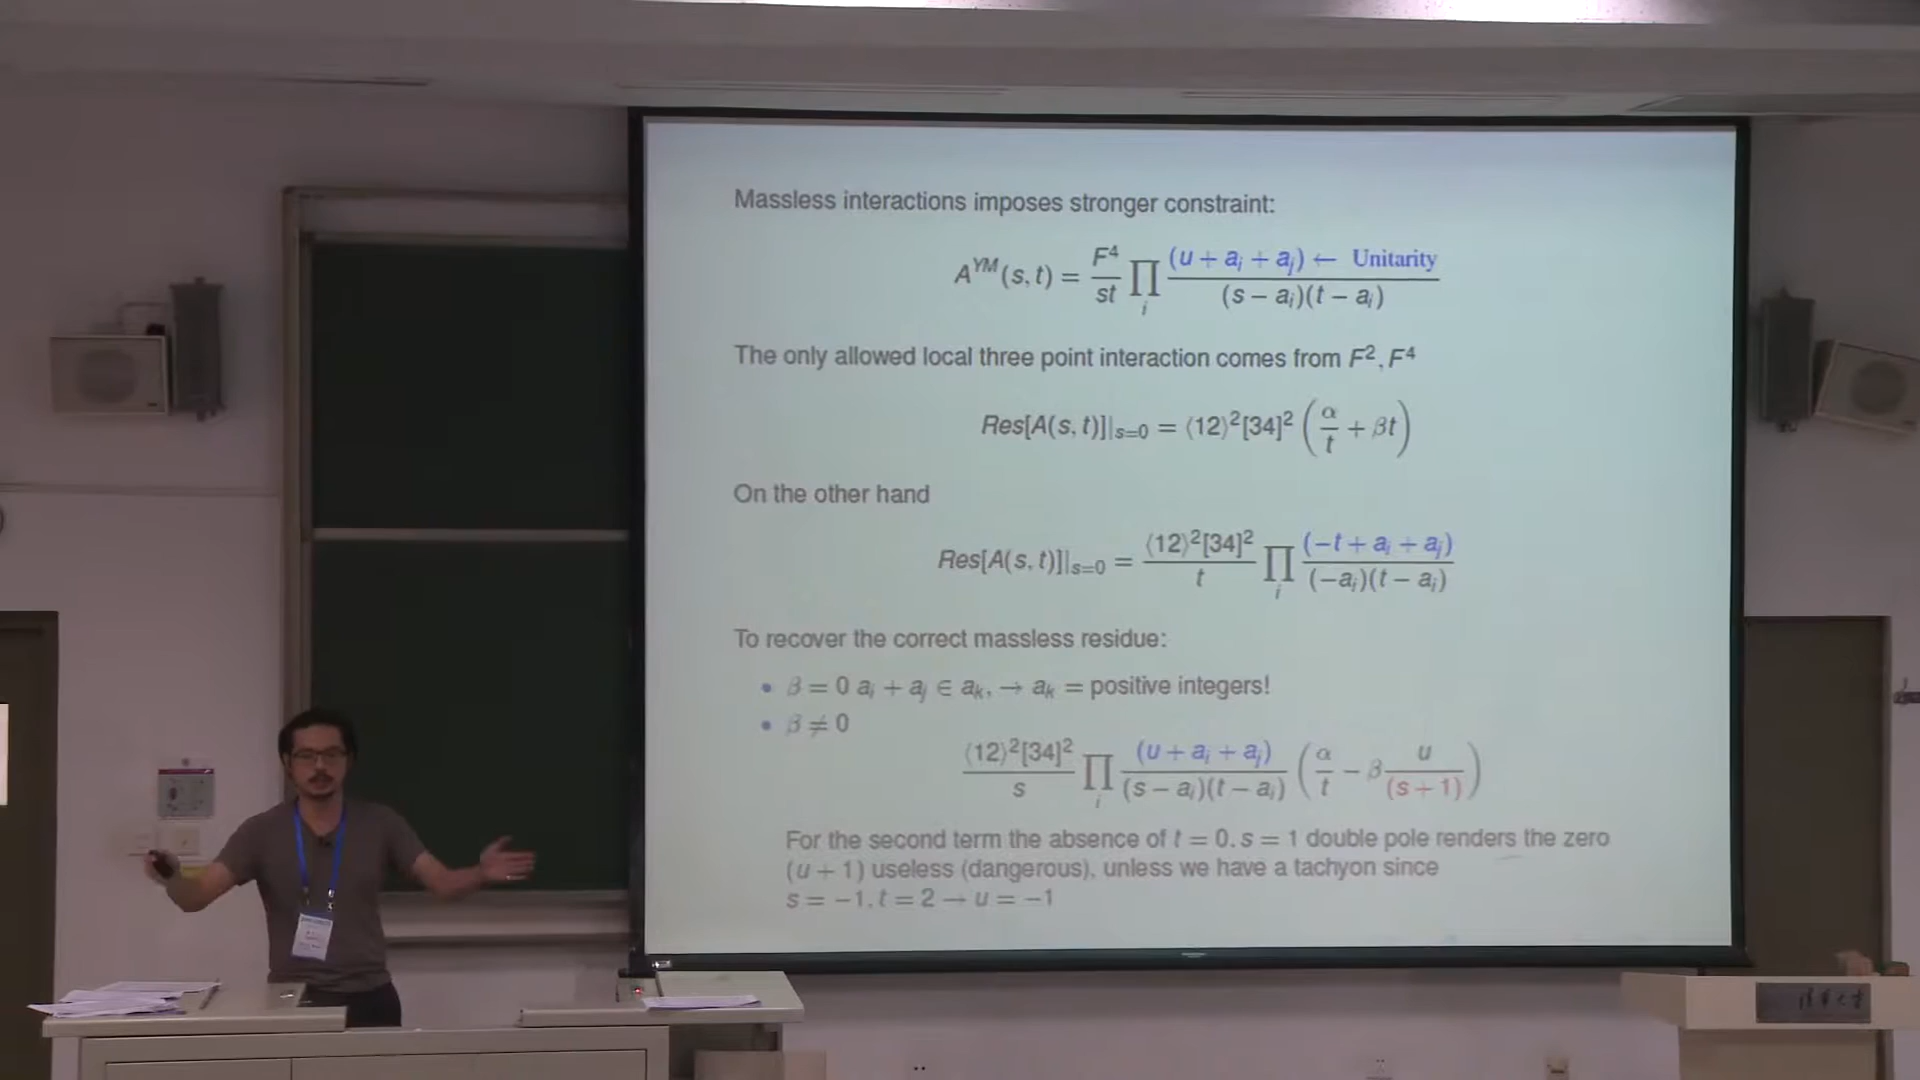 Massless interactions imposes stronger constraint:
A^{YM}(s, t) = \frac{F^4}{st} \prod_i \frac{(u + a_i + a_j) ← Unitarity}{(s − a_i)(t − a_i)}
The only allowed local three point interaction comes from F², F⁴
Res[A(s, t)]|_{s=0} = ⟨12⟩²[34]² \left( \frac{α}{t} + βt \right)
On the other hand
Res[A(s, t)]|_{s=0} = \frac{⟨12⟩²[34]²}{t} \prod_i \frac{(−t + a_i + a_j)}{(−a_i)(t − a_i)}
To recover the correct massless residue:
• β = 0 a_i + a_j ∈ a_k, → a_k = positive integers!
• β ≠ 0
\frac{⟨12⟩²[34]²}{s} \prod_i \frac{(u + a_i + a_j)}{(s − a_i)(t − a_i)} \left( \frac{α}{t} − β \frac{u}{(s + 1)} \right)
For the second term the absence of t = 0, s = 1 double pole renders the zero
(u + 1) useless (dangerous), unless we have a tachyon since
s = −1, t = 2 → u = −1